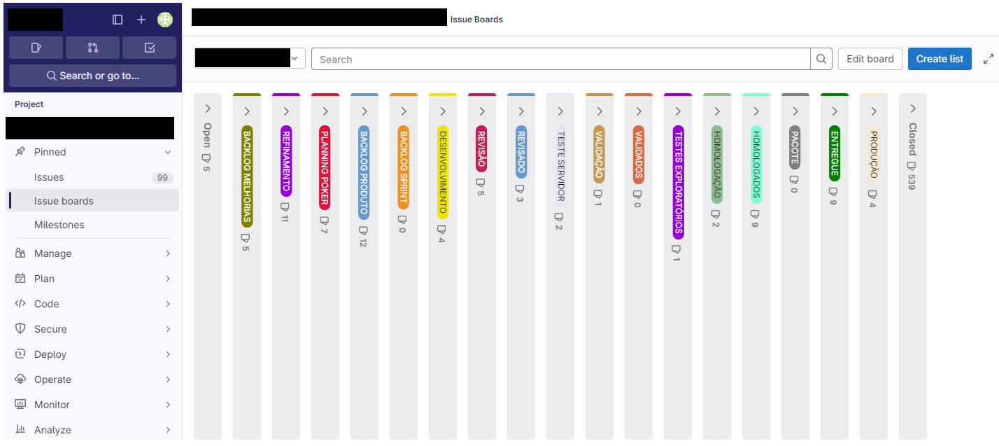 Issue Boards
Search or go to...
Search
Edit board
Create list
Project
Pinned
Issues 99
Issue boards
Milestones
Manage
Plan
Code
Secure
Deploy
Operate
Monitor
Analyze
Open 5
BACKLOG MELHORIAS 5
REFINAMENTO 11
PLANNING POKER 7
BACKLOG PRODUTO 12
BACKLOG SPRINT 0
DESENVOLVIMENTO 4
REVISÃO 5
REVISADO 3
TESTE SERVIDOR 2
VALIDAÇÃO 1
VALIDADOS 0
TESTES EXPLORATÓRIOS 1
HOMOLOGAÇÃO 2
HOMOLOGADOS 9
PACOTE 0
ENTREGUE 9
PRODUÇÃO 4
Closed 539